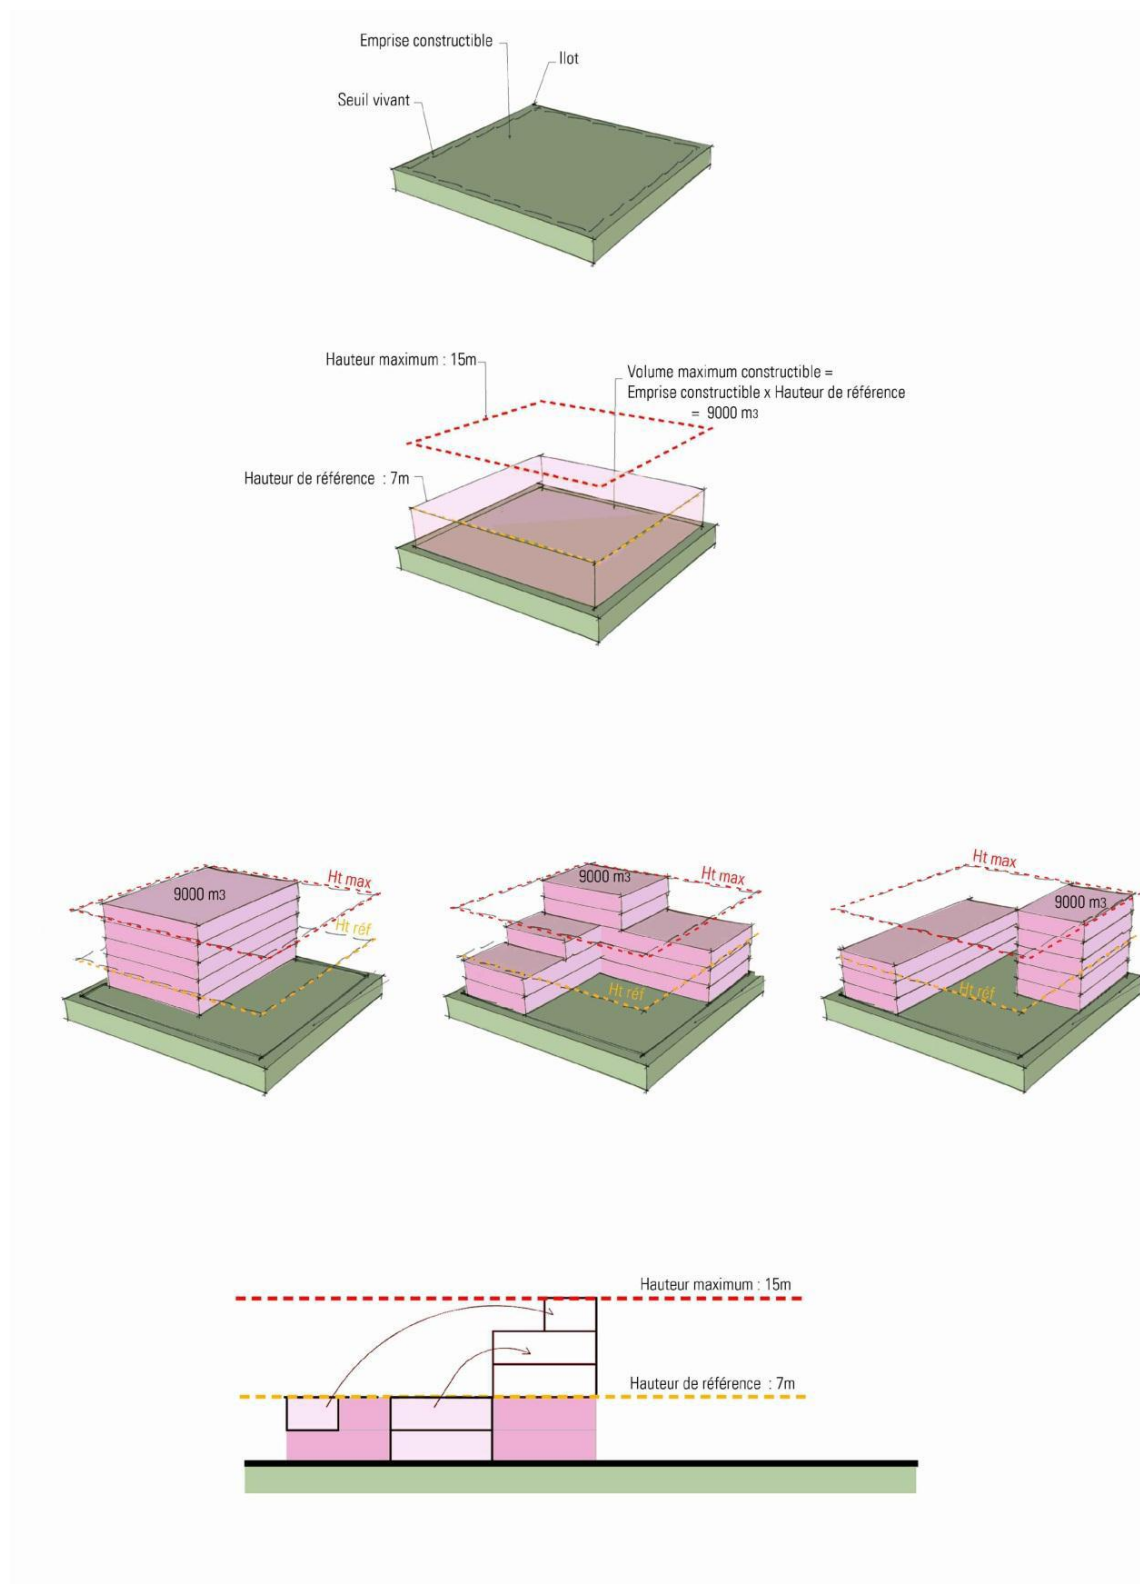 Emprise constructible
Ilot
Seuil vivant
Hauteur maximum : 15m
Volume maximum constructible =
Emprise constructible x Hauteur de référence
= 9000 m3
Hauteur de référence : 7m
9000 m3
Ht max
Ht réf
9000 m3
Ht max
Ht réf
Ht max
9000 m3
Ht réf
Hauteur maximum : 15m
Hauteur de référence : 7m